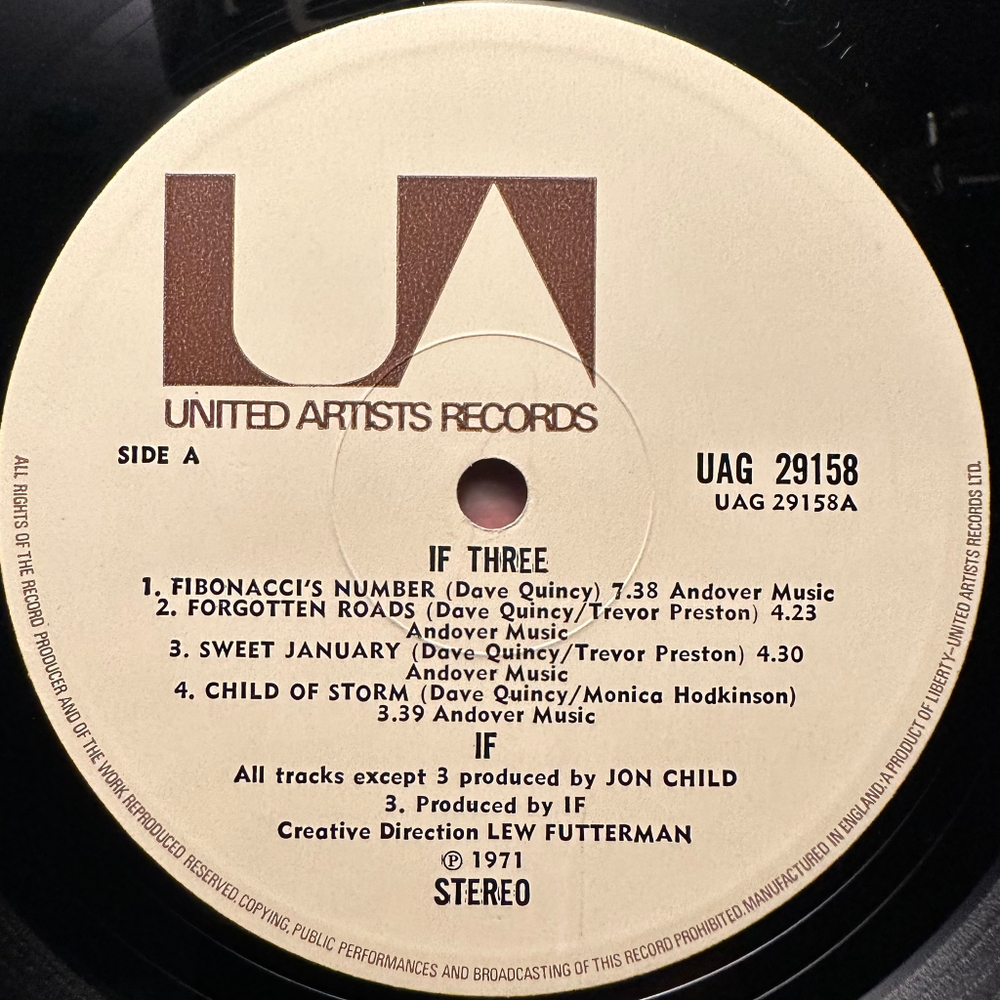 UA
UNITED ARTISTS RECORDS
SIDE A
UAG 29158
UAG 29158A
IF THREE
1. FIBONACCI'S NUMBER (Dave Quincy) 7.38 Andover Music
2. FORGOTTEN ROADS (Dave Quincy/Trevor Preston) 4.23
Andover Music
3. SWEET JANUARY (Dave Quincy/Trevor Preston) 4.30
Andover Music
4. CHILD OF STORM (Dave Quincy/Monica Hodkinson)
3.39 Andover Music
IF
All tracks except 3 produced by JON CHILD
3. Produced by IF
Creative Direction LEW FUTTERMAN
℗ 1971
STEREO
ALL RIGHTS OF THE RECORD PRODUCER AND OF THE WORK REPRODUCED RESERVED. COPYING, PUBLIC PERFORMANCES AND BROADCASTING OF THIS RECORD PROHIBITED. MANUFACTURED IN ENGLAND. A PRODUCT OF LIBERTY-UNITED ARTISTS RECORDS LTD.